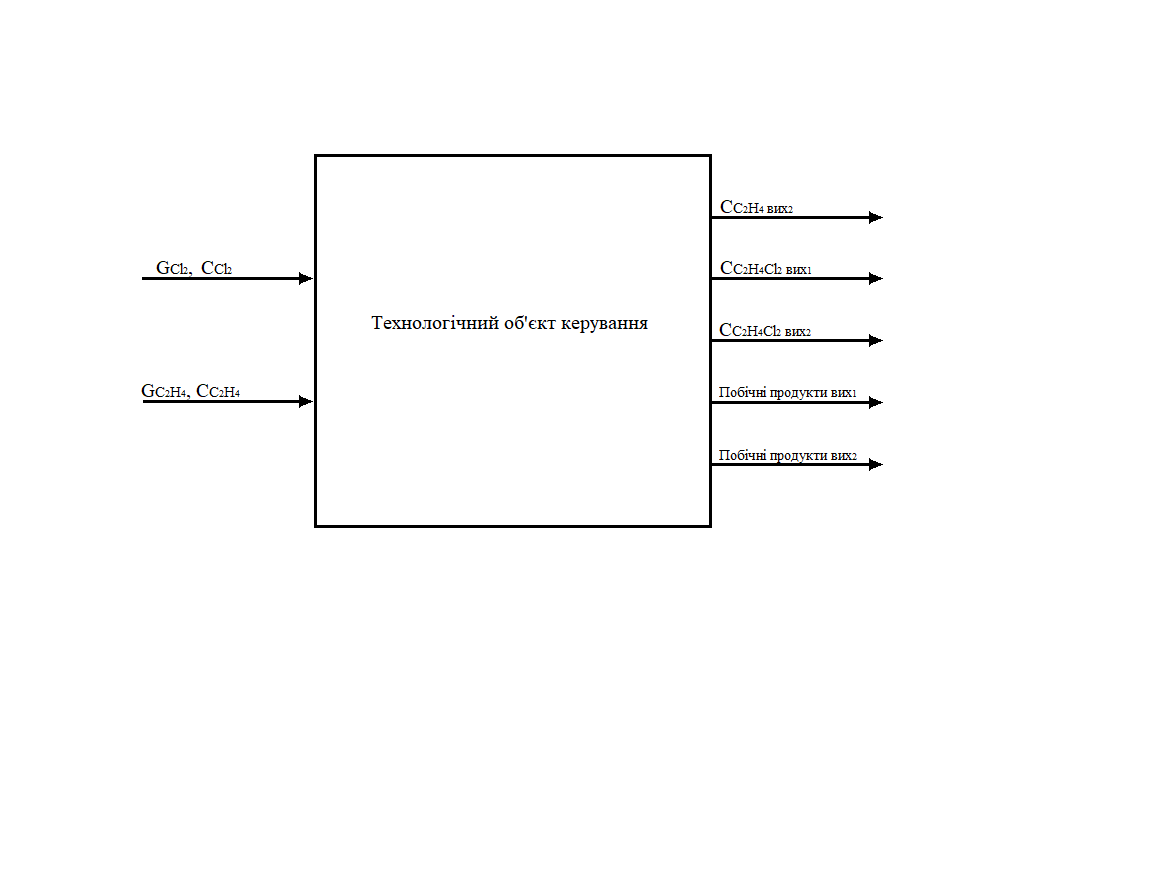 CC2H4 вих2
GCl2, CCl2
CC2H4Cl2 вих1
Технологічний об'єкт керування
CC2H4Cl2 вих2
GC2H4, CC2H4
Побічні продукти вих1
Побічні продукти вих2